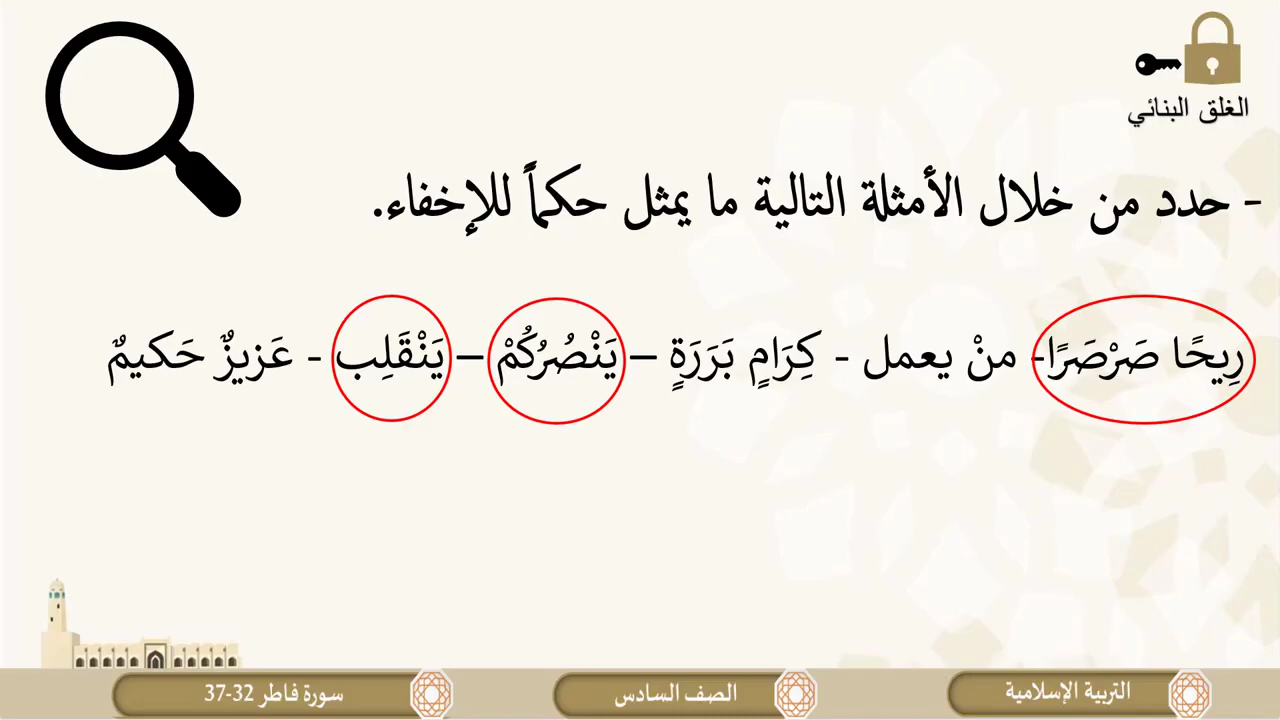 الغلق البنائي
- حدد من خلال الأمثلة التالية ما يمثل حكماً للإخفاء.
رِيحًا صَرْصَرًا- منْ يعمل - كِرَامٍ بَرَرَةٍ – يَنْصُرُكُمْ – يَنْقَلِب - عَزيزٌ حَكيمٌ
التربية الإسلامية
الصف السادس
سورة فاطر 32-37